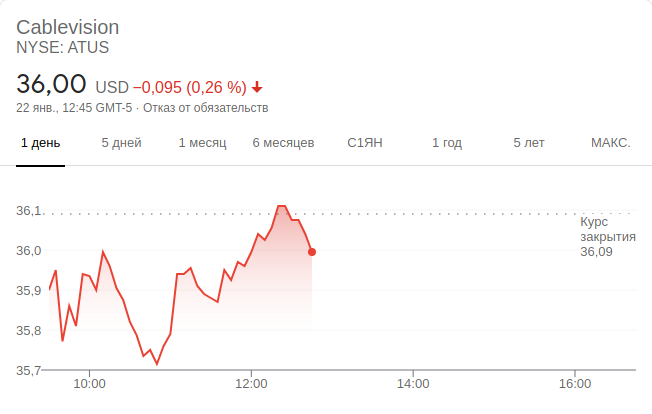 Cablevision
NYSE: ATUS
36,00 USD −0,095 (0,26 %)
22 янв., 12:45 GMT-5 · Отказ от обязательств
1 день 5 дней 1 месяц 6 месяцев С1ЯН 1 год 5 лет МАКС.
36,1
Курс
закрытия
36,09
36,0
35,9
35,8
35,7
10:00 12:00 14:00 16:00